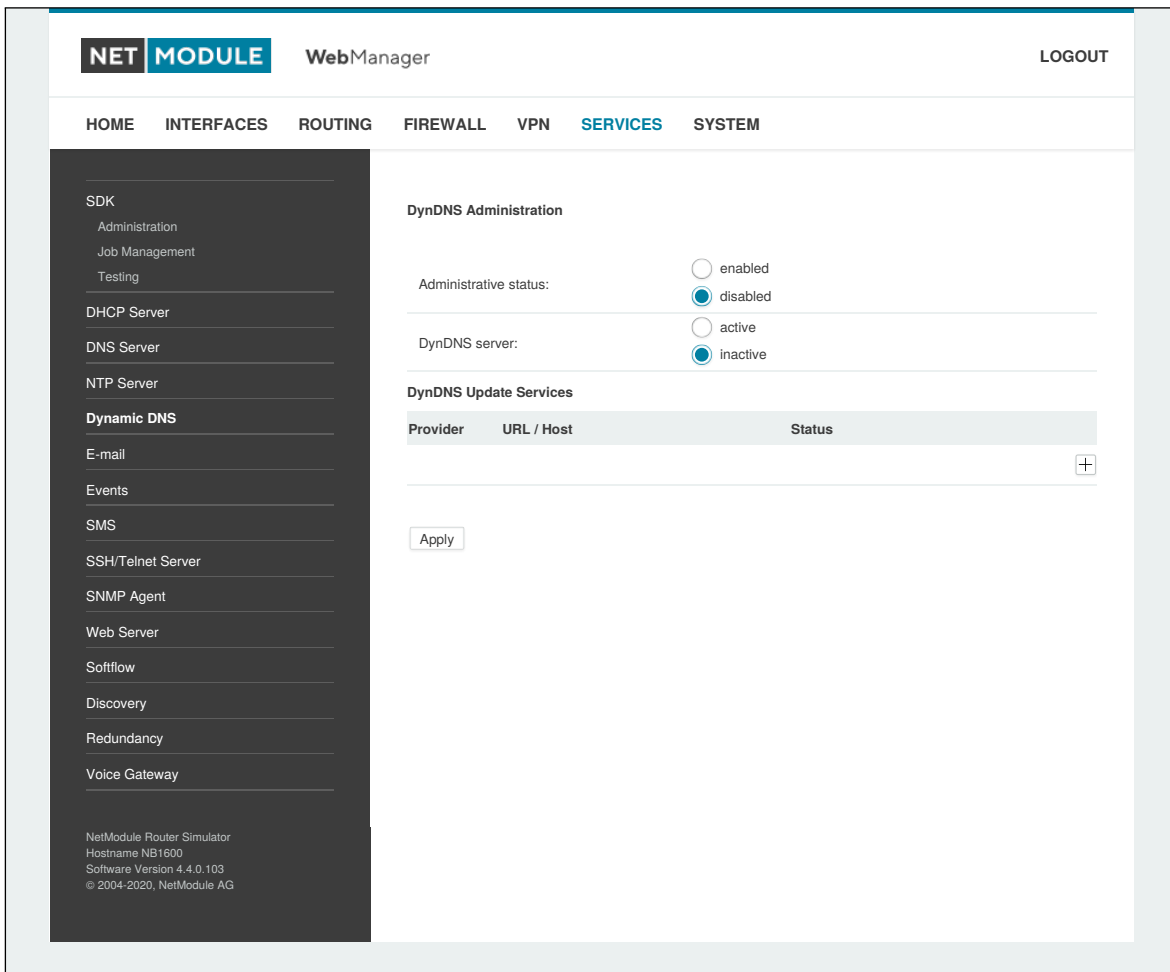 NET MODULE WebManager LOGOUT
HOME INTERFACES ROUTING FIREWALL VPN SERVICES SYSTEM
SDK
Administration
Job Management
Testing
DHCP Server
DNS Server
NTP Server
Dynamic DNS
E-mail
Events
SMS
SSH/Telnet Server
SNMP Agent
Web Server
Softflow
Discovery
Redundancy
Voice Gateway
NetModule Router Simulator
Hostname NB1600
Software Version 4.4.0.103
© 2004-2020, NetModule AG
DynDNS Administration
Administrative status:
enabled
disabled
DynDNS server:
active
inactive
DynDNS Update Services
Provider URL / Host Status
Apply